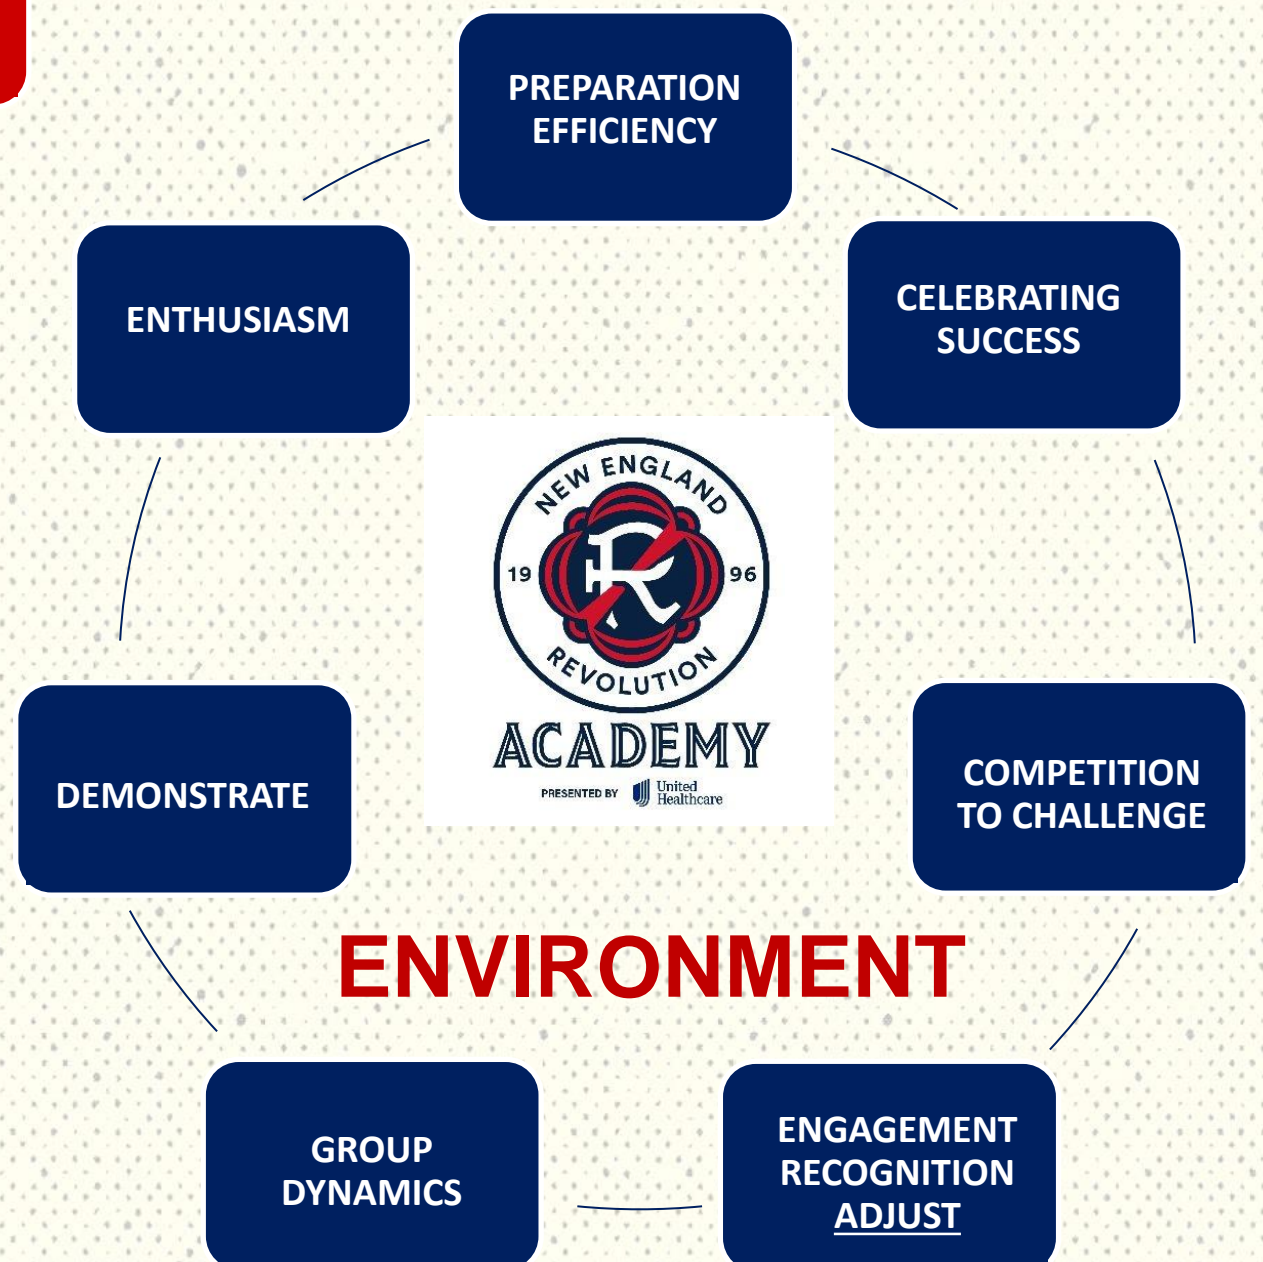 PREPARATION
EFFICIENCY
CELEBRATING
SUCCESS
ENTHUSIASM
NEW ENGLAND
19 96
REVOLUTION
ACADEMY
PRESENTED BY United
Healthcare
COMPETITION
TO CHALLENGE
DEMONSTRATE
ENVIRONMENT
ENGAGEMENT
RECOGNITION
ADJUST
GROUP
DYNAMICS